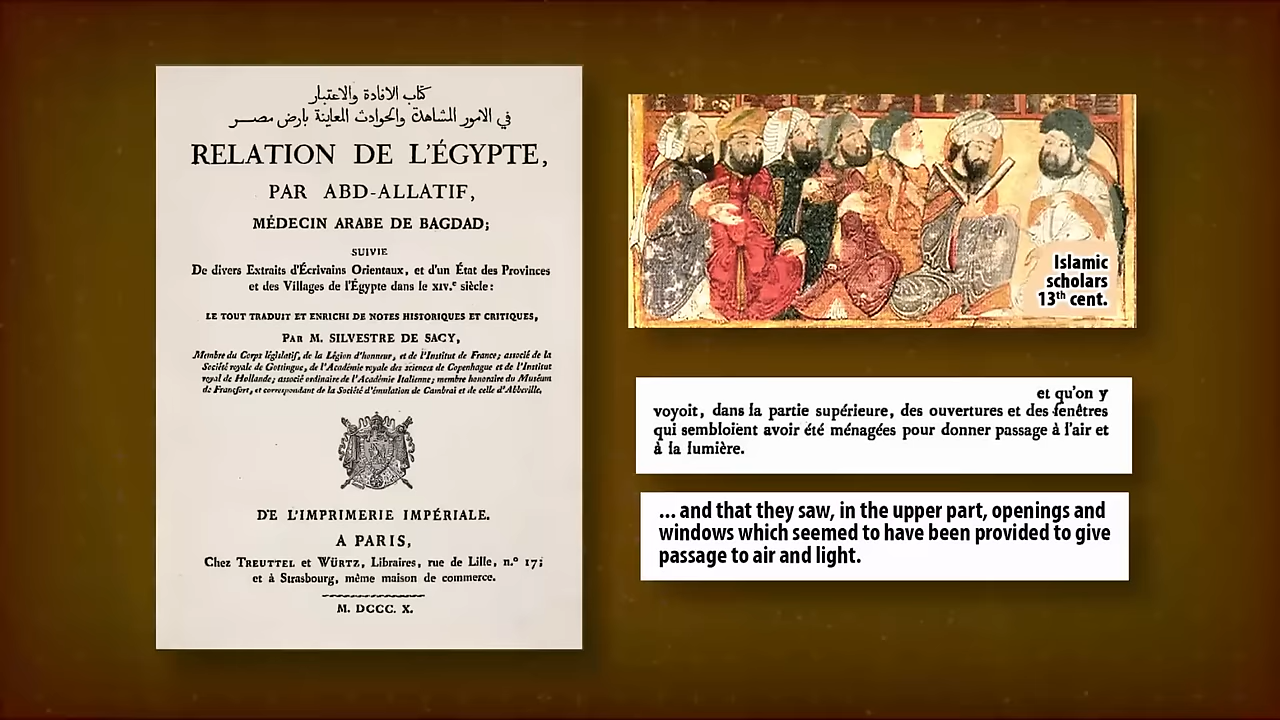 كتاب الافادة والاعتبار
في الامور المشاهدة والحوادث المعاينة بارض مصر
RELATION DE L'ÉGYPTE,
PAR ABD-ALLATIF,
MÉDECIN ARABE DE BAGDAD;
SUIVIE
De divers Extraits d'Écrivains Orientaux, et d'un État des Provinces
et des Villages de l'Égypte dans le XIV.e siècle:
LE TOUT TRADUIT ET ENRICHI DE NOTES HISTORIQUES ET CRITIQUES,
PAR M. SILVESTRE DE SACY,
Membre du Corps législatif, de la Légion d'honneur, et de l'Institut de France; associé de la
Société royale de Gottingue, de l'Académie royale des sciences de Copenhague et de l'Institut
royal de Hollande; associé ordinaire de l'Académie Italienne; membre honoraire du Muséum
de Francfort, et correspondant de la Société d'émulation de Cambrai et de celle d'Abbeville.
DE L'IMPRIMERIE IMPÉRIALE.
A PARIS,
Chez TREUTTEL et WÜRTZ, Libraires, rue de Lille, n.° 17;
et à Strasbourg, même maison de commerce.
M. DCCC. X.
Islamic
scholars
13th cent.
et qu'on y
voyoit, dans la partie supérieure, des ouvertures et des fenêtres
qui sembloient avoir été ménagées pour donner passage à l'air et
à la lumière.
... and that they saw, in the upper part, openings and
windows which seemed to have been provided to give
passage to air and light.